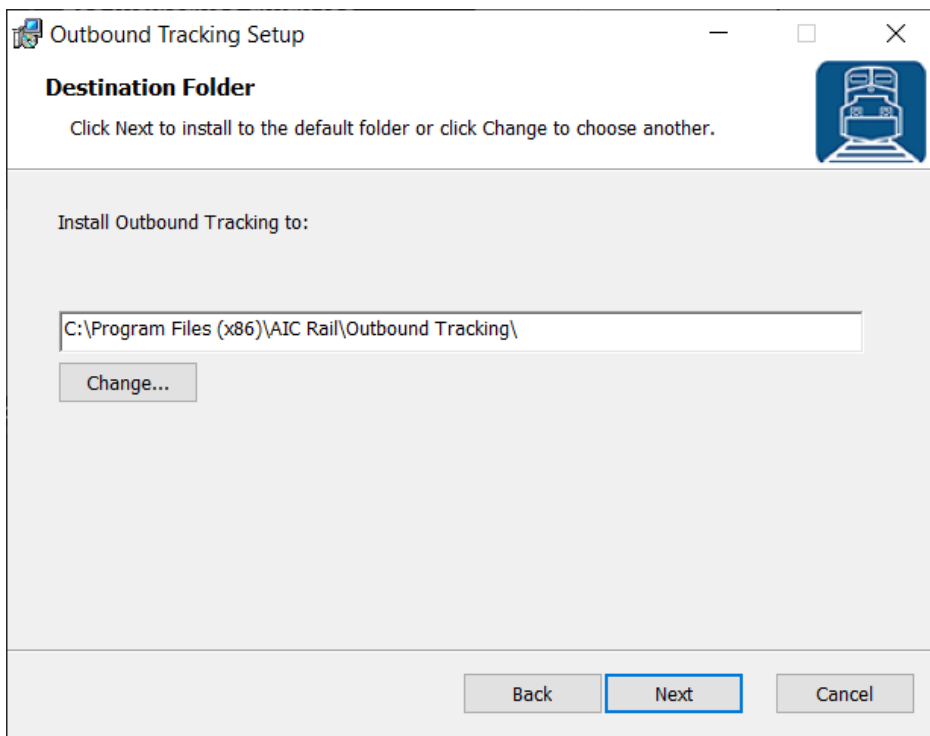 Outbound Tracking Setup
Destination Folder
Click Next to install to the default folder or click Change to choose another.
Install Outbound Tracking to:
C:\Program Files (x86)\AIC Rail\Outbound Tracking\
Change...
Back
Next
Cancel